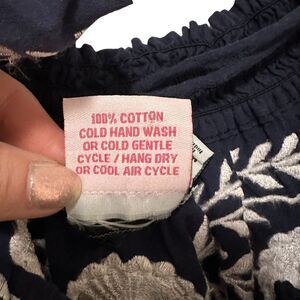 100% COTTON
COLD HAND WASH
OR COLD GENTLE
CYCLE / HANG DRY
OR COOL AIR CYCLE